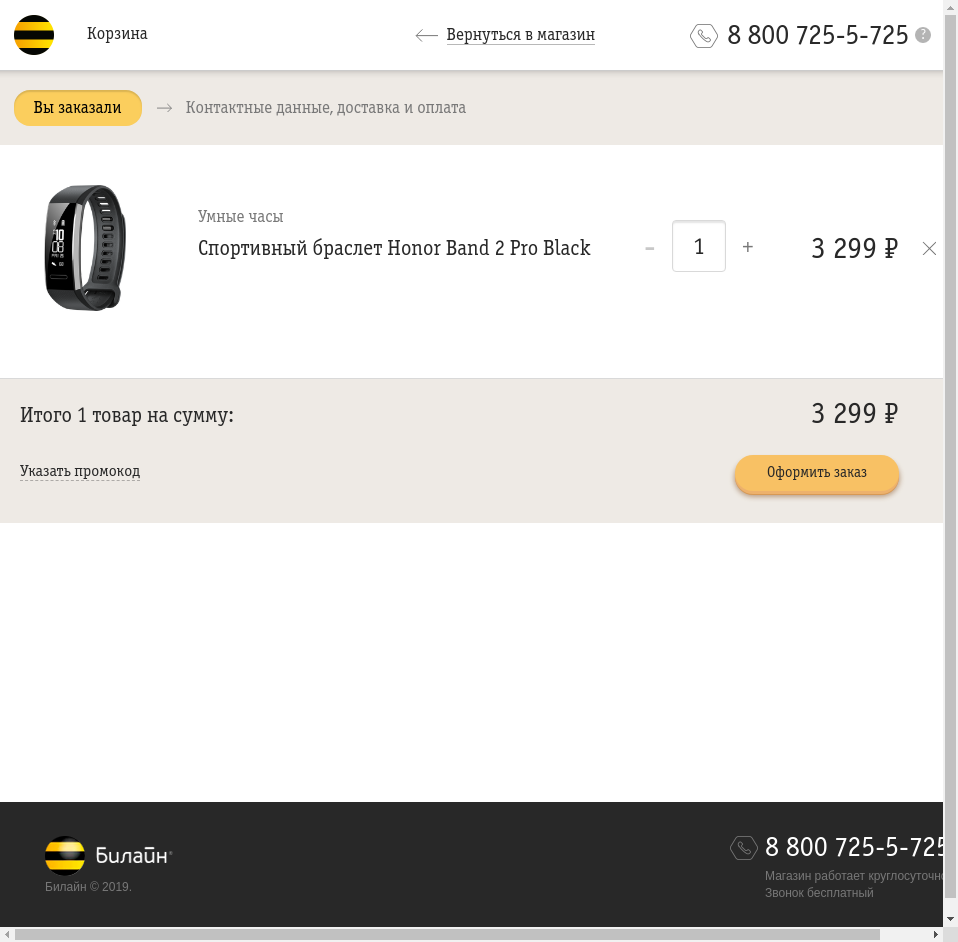 Корзина
Вернуться в магазин
8 800 725-5-725
?
Вы заказали
Контактные данные, доставка и оплата
Умные часы
Спортивный браслет Honor Band 2 Pro Black
- 1 +
3 299 ₽
Итого 1 товар на сумму:
3 299 ₽
Указать промокод
Оформить заказ
Билайн®
Билайн © 2019.
8 800 725-5-725
Магазин работает круглосуточно
Звонок бесплатный